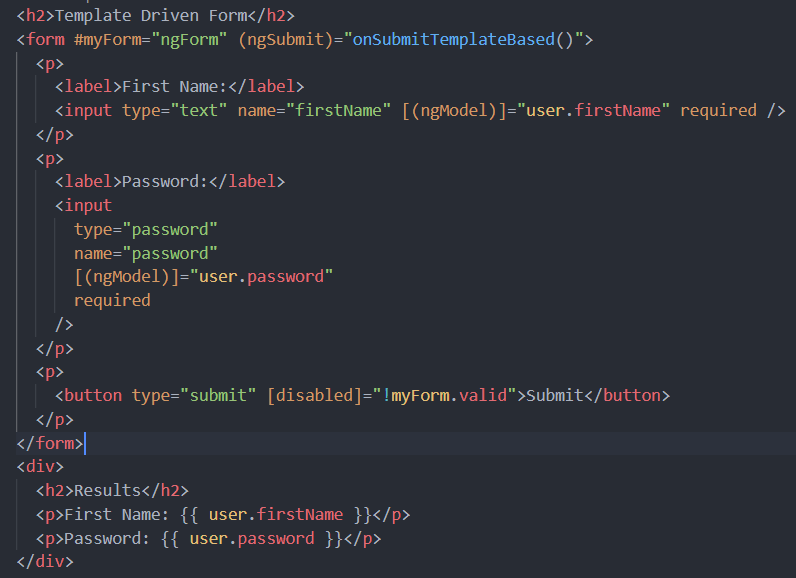 <h2>Template Driven Form</h2>
<form #myForm="ngForm" (ngSubmit)="onSubmitTemplateBased()">
<p>
<label>First Name:</label>
<input type="text" name="firstName" [(ngModel)]="user.firstName" required />
</p>
<p>
<label>Password:</label>
<input
type="password"
name="password"
[(ngModel)]="user.password"
required
/>
</p>
<p>
<button type="submit" [disabled]="!myForm.valid">Submit</button>
</p>
</form>
<div>
<h2>Results</h2>
<p>First Name: {{ user.firstName }}</p>
<p>Password: {{ user.password }}</p>
</div>